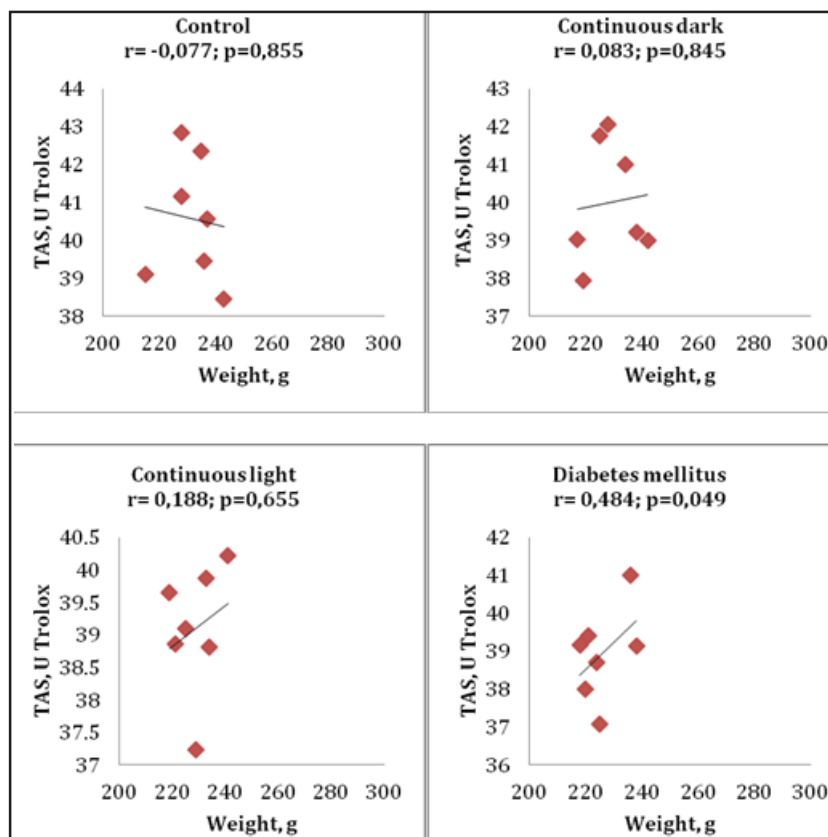 Control
r= -0,077; p=0,855
44
43
42
41
40
39
38
TAS, U Trolox
200 220 240 260 280 300
Weight, g
Continuous dark
r= 0,083; p=0,845
43
42
41
40
39
38
37
TAS, U Trolox
200 220 240 260 280 300
Weight, g
Continuous light
r= 0,188; p=0,655
40.5
40
39.5
39
38.5
38
37.5
37
TAS, U Trolox
200 220 240 260 280 300
Weight, g
Diabetes mellitus
r= 0,484; p=0,049
42
41
40
39
38
37
36
TAS, U Trolox
200 220 240 260 280 300
Weight, g